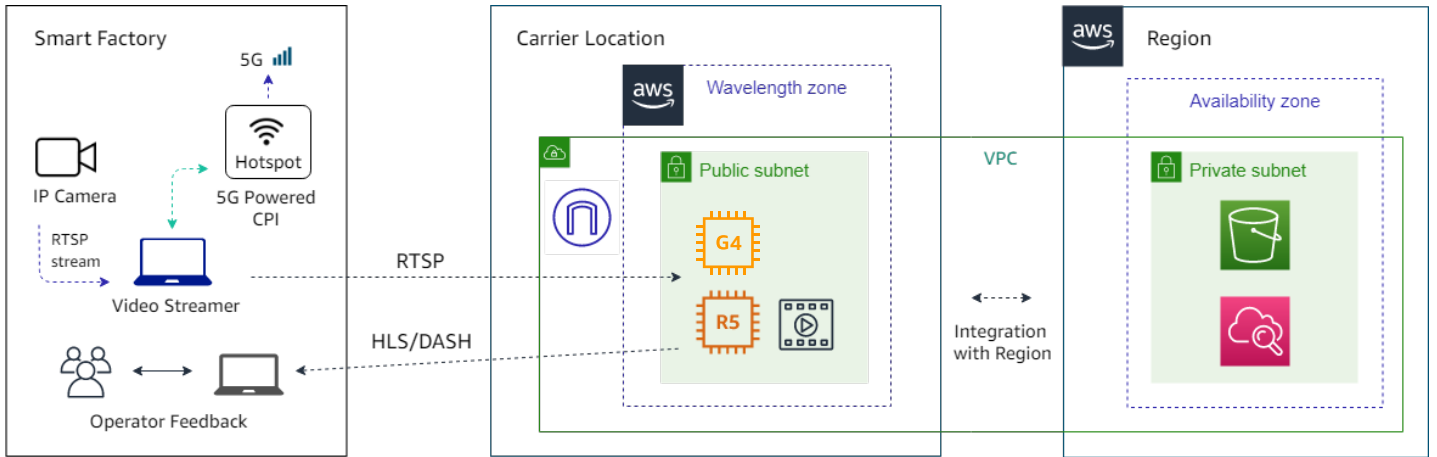 Smart Factory
5G
Hotspot
IP Camera
5G Powered
CPI
RTSP
stream
Video Streamer
Operator Feedback
RTSP
HLS/DASH
Carrier Location
aws
Wavelength zone
Public subnet
G4
R5
VPC
Integration
with Region
aws
Region
Availability zone
Private subnet